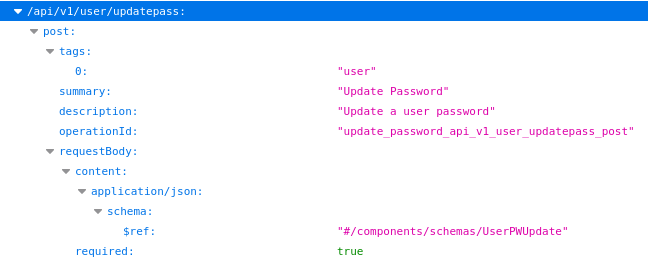 /api/v1/user/updatepass:
post:
tags:
0: "user"
summary: "Update Password"
description: "Update a user password"
operationId: "update_password_api_v1_user_updatepass_post"
requestBody:
content:
application/json:
schema:
$ref: "#/components/schemas/UserPWUpdate"
required: true